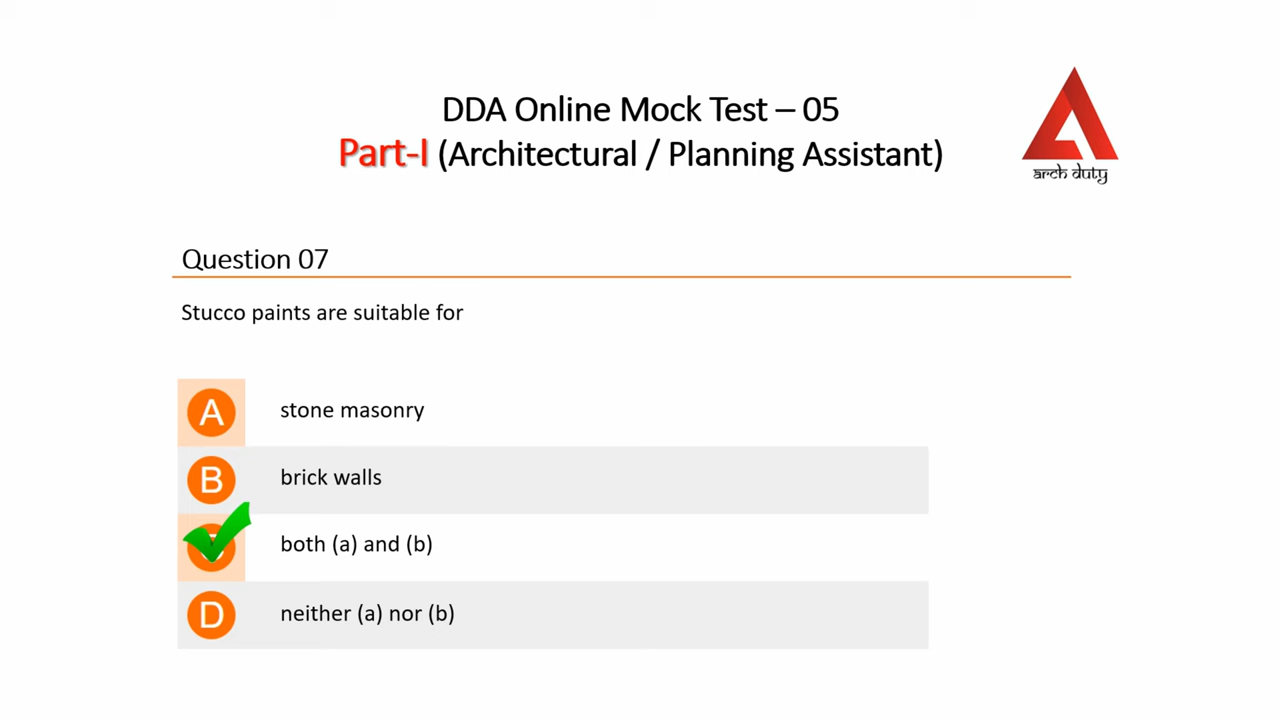 DDA Online Mock Test – 05
Part-I (Architectural / Planning Assistant)
arch duty
Question 07
Stucco paints are suitable for
A stone masonry
B brick walls
both (a) and (b)
D neither (a) nor (b)